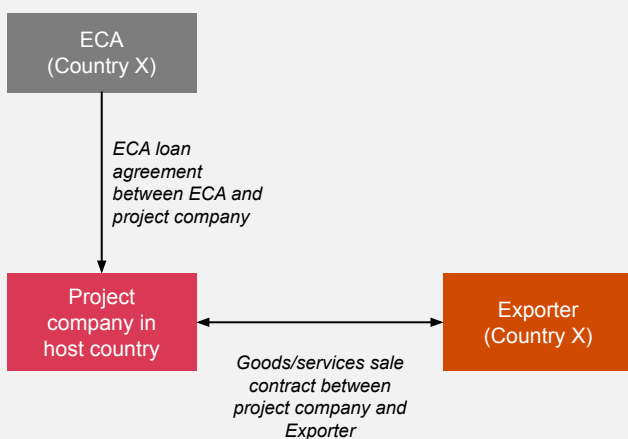 ECA
(Country X)
ECA loan
agreement
between ECA and
project company
Project
company in
host country
Exporter
(Country X)
Goods/services sale
contract between
project company and
Exporter